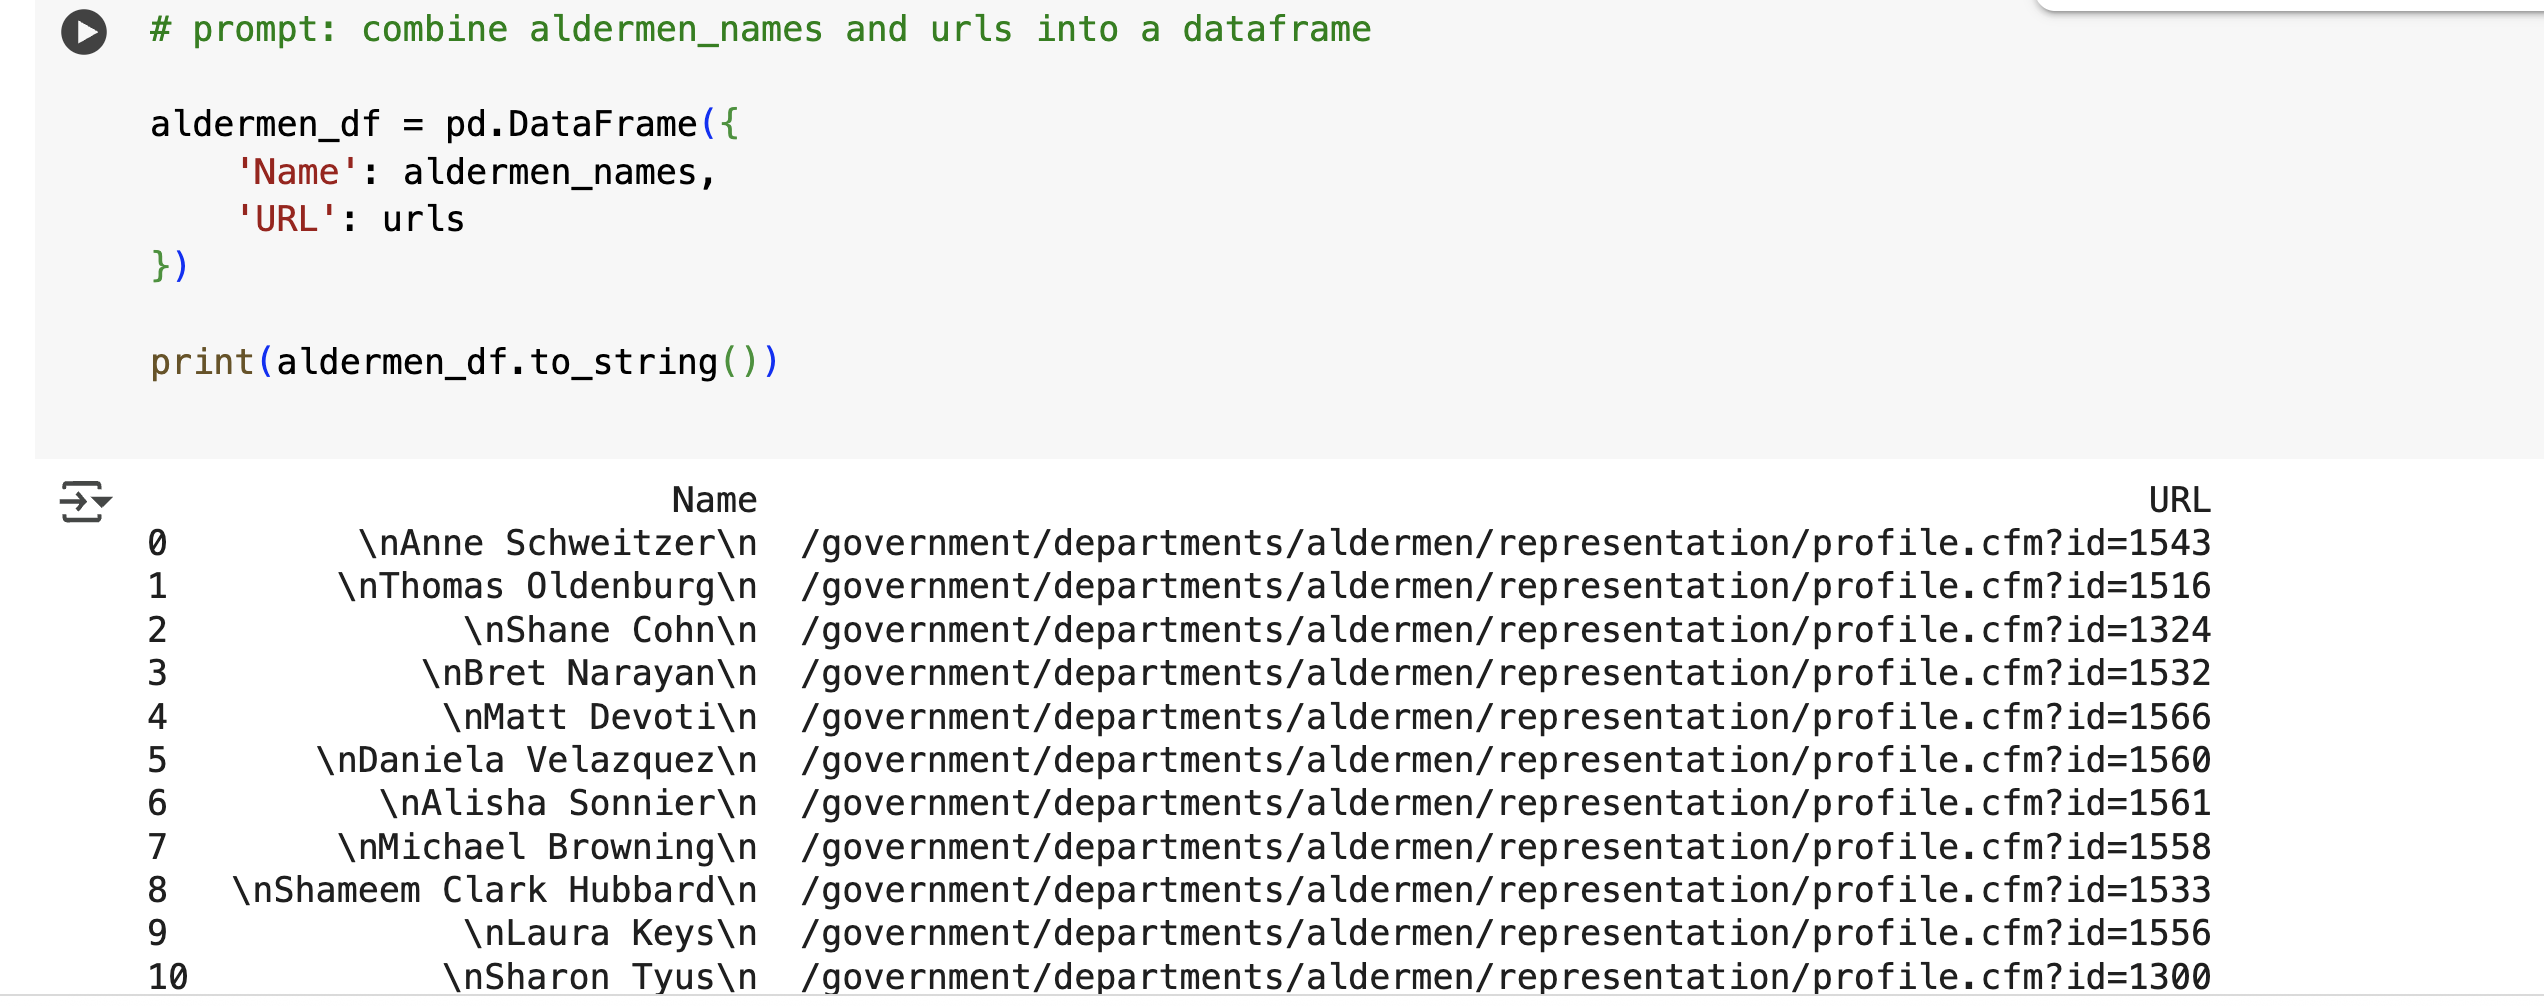 # prompt: combine aldermen_names and urls into a dataframe
aldermen_df = pd.DataFrame({
    'Name': aldermen_names,
    'URL': urls
})
print(aldermen_df.to_string())
Name URL
0 \nAnne Schweitzer\n /government/departments/aldermen/representation/profile.cfm?id=1543
1 \nThomas Oldenburg\n /government/departments/aldermen/representation/profile.cfm?id=1516
2 \nShane Cohn\n /government/departments/aldermen/representation/profile.cfm?id=1324
3 \nBret Narayan\n /government/departments/aldermen/representation/profile.cfm?id=1532
4 \nMatt Devoti\n /government/departments/aldermen/representation/profile.cfm?id=1566
5 \nDaniela Velazquez\n /government/departments/aldermen/representation/profile.cfm?id=1560
6 \nAlisha Sonnier\n /government/departments/aldermen/representation/profile.cfm?id=1561
7 \nMichael Browning\n /government/departments/aldermen/representation/profile.cfm?id=1558
8 \nShameem Clark Hubbard\n /government/departments/aldermen/representation/profile.cfm?id=1533
9 \nLaura Keys\n /government/departments/aldermen/representation/profile.cfm?id=1556
10 \nSharon Tyus\n /government/departments/aldermen/representation/profile.cfm?id=1300